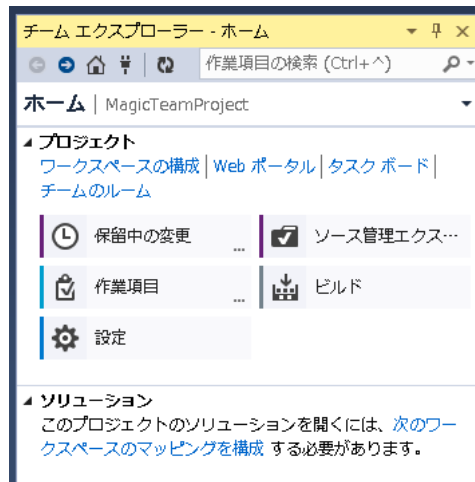 チーム エクスプローラー - ホーム
作業項目の検索 (Ctrl+^)
ホーム | MagicTeamProject
プロジェクト
ワークスペースの構成 | Web ポータル | タスク ボード |
チームのルーム
保留中の変更 ... ソース管理エクス...
作業項目 ... ビルド
設定
ソリューション
このプロジェクトのソリューションを開くには、次のワー
クスペースのマッピングを構成 する必要があります。